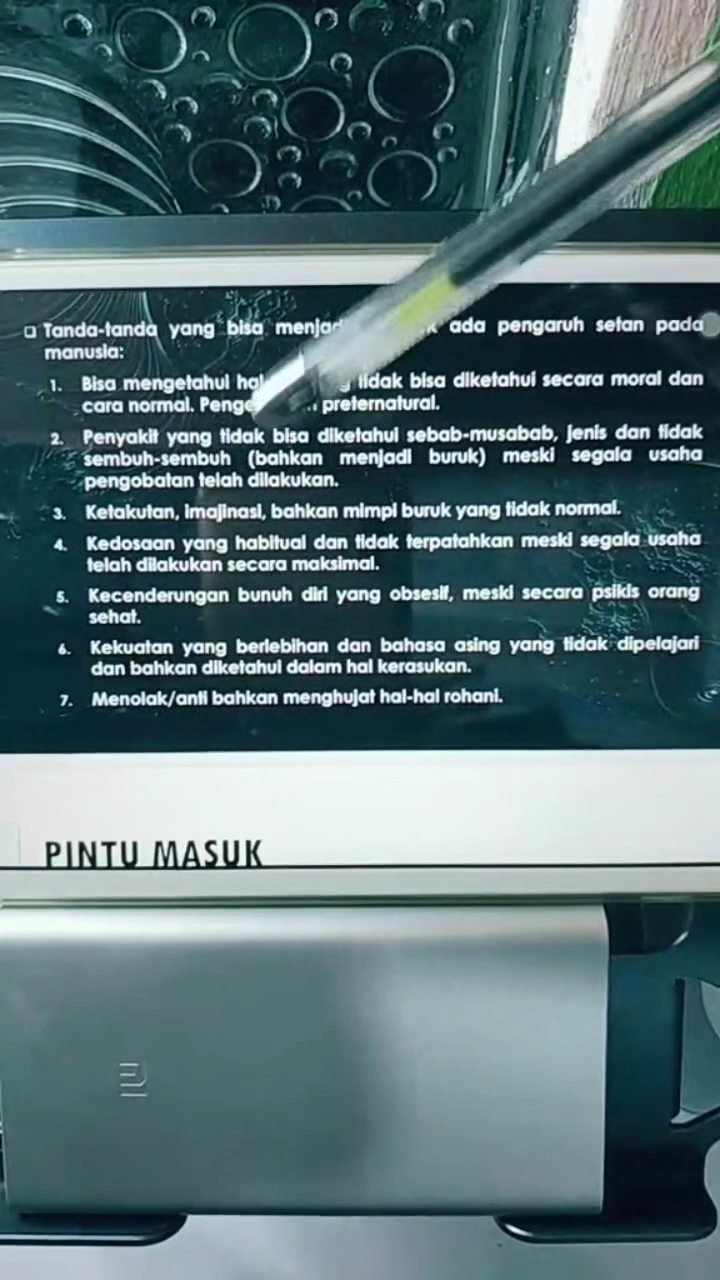 Tanda-tanda yang bisa ada pengaruh setan pada
manusia:
1. Bisa mengetahui tidak bisa diketahui secara moral dan
cara normal. preternatural.
2. Penyakit yang tidak bisa diketahui sebab-musabab, jenis dan tidak
sembuh-sembuh (bahkan menjadi buruk) meski segala usaha
pengobatan telah dilakukan.
3. Ketakutan, imajinasi, bahkan mimpi buruk yang tidak normal.
4. Kedosaan yang habitual dan tidak terpatahkan meski segala usaha
telah dilakukan secara maksimal.
5. Kecenderungan bunuh diri yang obsesif, meski secara psikis orang
sehat.
6. Kekuatan yang berlebihan dan bahasa asing yang tidak dipelajari
dan bahkan diketahui dalam hal kerasukan.
7. Menolak/anti bahkan menghujat hal-hal rohani.
PINTU MASUK